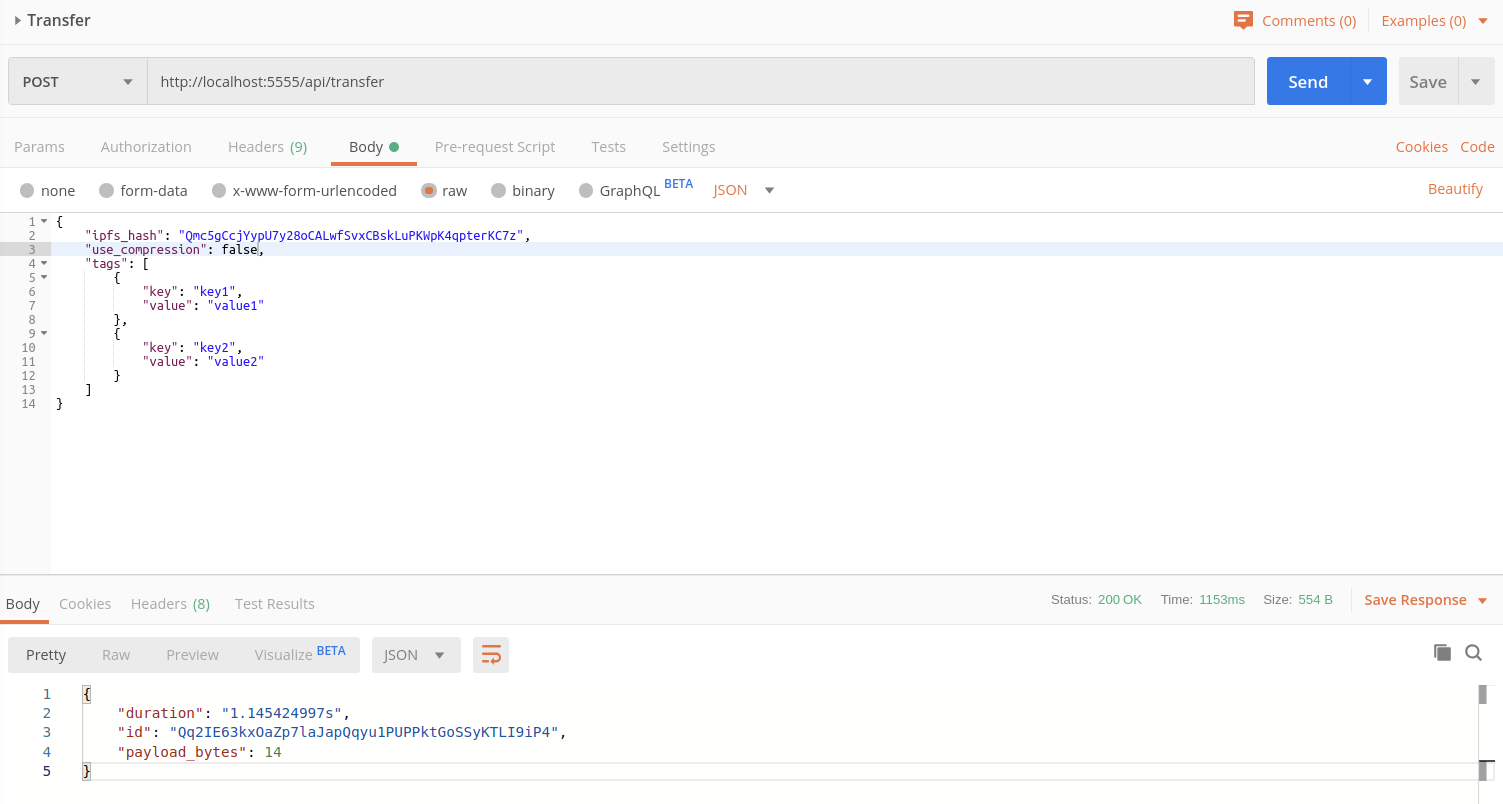 Transfer
Comments (0) Examples (0)
POST http://localhost:5555/api/transfer Send Save
Params Authorization Headers (9) Body Pre-request Script Tests Settings Cookies Code
none form-data x-www-form-urlencoded raw binary GraphQL BETA JSON Beautify
1 {
2 "ipfs_hash": "Qmc5gCcjYypU7y28oCALwfSvxCBskLuPKWpK4qpterKC7z",
3 "use_compression": false,
4 "tags": [
5 {
6 "key": "key1",
7 "value": "value1"
8 },
9 {
10 "key": "key2",
11 "value": "value2"
12 }
13 ]
14 }
Body Cookies Headers (8) Test Results Status: 200 OK Time: 1153ms Size: 554 B Save Response
Pretty Raw Preview Visualize BETA JSON
1 {
2 "duration": "1.145424997s",
3 "id": "Qq2IE63kxOaZp7laJapQqyu1PUPPktGoSSyKTLI9iP4",
4 "payload_bytes": 14
5 }